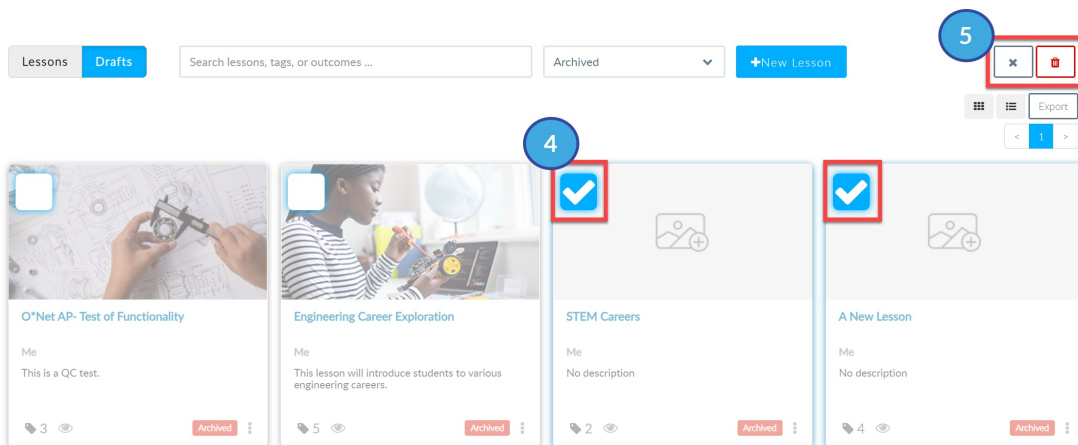 5
Lessons Drafts Search lessons, tags, or outcomes ... Archived +New Lesson
Export
4
< 1 >
O*Net AP- Test of Functionality
Me
This is a QC test.
3 Archived
Engineering Career Exploration
Me
This lesson will introduce students to various
engineering careers.
5 Archived
STEM Careers
Me
No description
2 Archived
A New Lesson
Me
No description
4 Archived